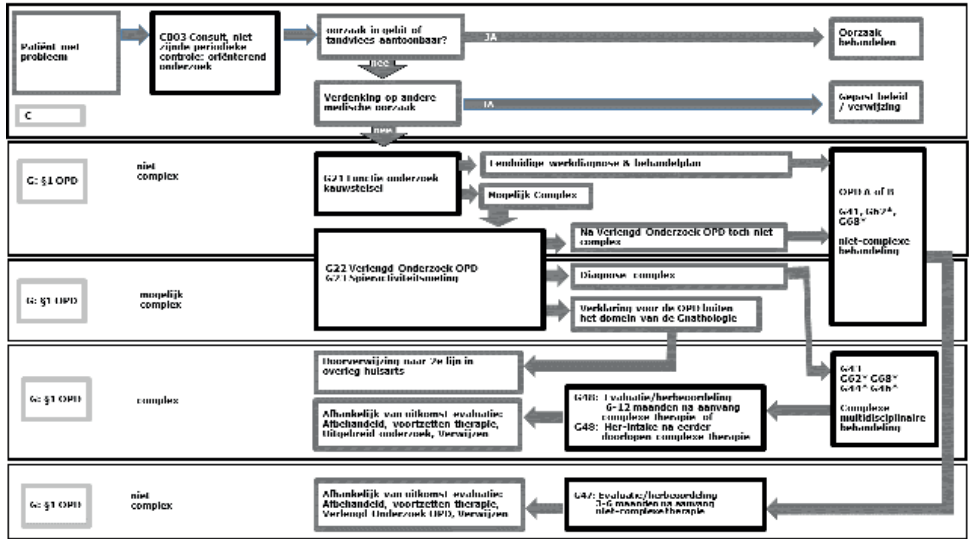 Patiënt met
probleem
CB03 Consult, niet
zijnde periodieke
controle: oriënterend
onderzoek
oorzaak in gebit of
tandvlees aantoonbaar?
JA
Oorzaak
behandelen
nee
C
Verdenking op andere
medische oorzaak
JA
Gepast beleid
/ verwijzing
nee
G: §1 OPD
niet
complex
G21 Functie onderzoek
kauwstelsel
Eenduidige werkdiagnose & behandelplan
Mogelijk Complex
OPD A of B
G41, G62*,
G68*
niet-complexe
behandeling
Na Verlengd Onderzoek OPD toch niet
complex
G: §1 OPD
mogelijk
complex
G22 Verlengd Onderzoek OPD
G23 Spieractiviteitsmeting
Diagnose: complex
Verklaring voor de OPD buiten
het domein van de Gnathologie
G: §1 OPD
complex
Doorverwijzing naar 2e lijn in
overleg huisarts
Afhankelijk van uitkomst evaluatie:
Afbehandeld, voortzetten therapie,
Uitgebreid onderzoek, Verwijzen
G48: Evaluatie/herbeoordeling
6-12 maanden na aanvang
complexe therapie of
G48: Her-intake na eerder
doorlopen complexe therapie
G43
G62* G68*
G44* G46*
Complexe
multidisciplinaire
behandeling
G: §1 OPD
niet
complex
Afhankelijk van uitkomst evaluatie:
Afbehandeld, voortzetten therapie,
Verlengd Onderzoek OPD, Verwijzen
G47: Evaluatie/herbeoordeling
3-6 maanden na aanvang
niet-complexe therapie